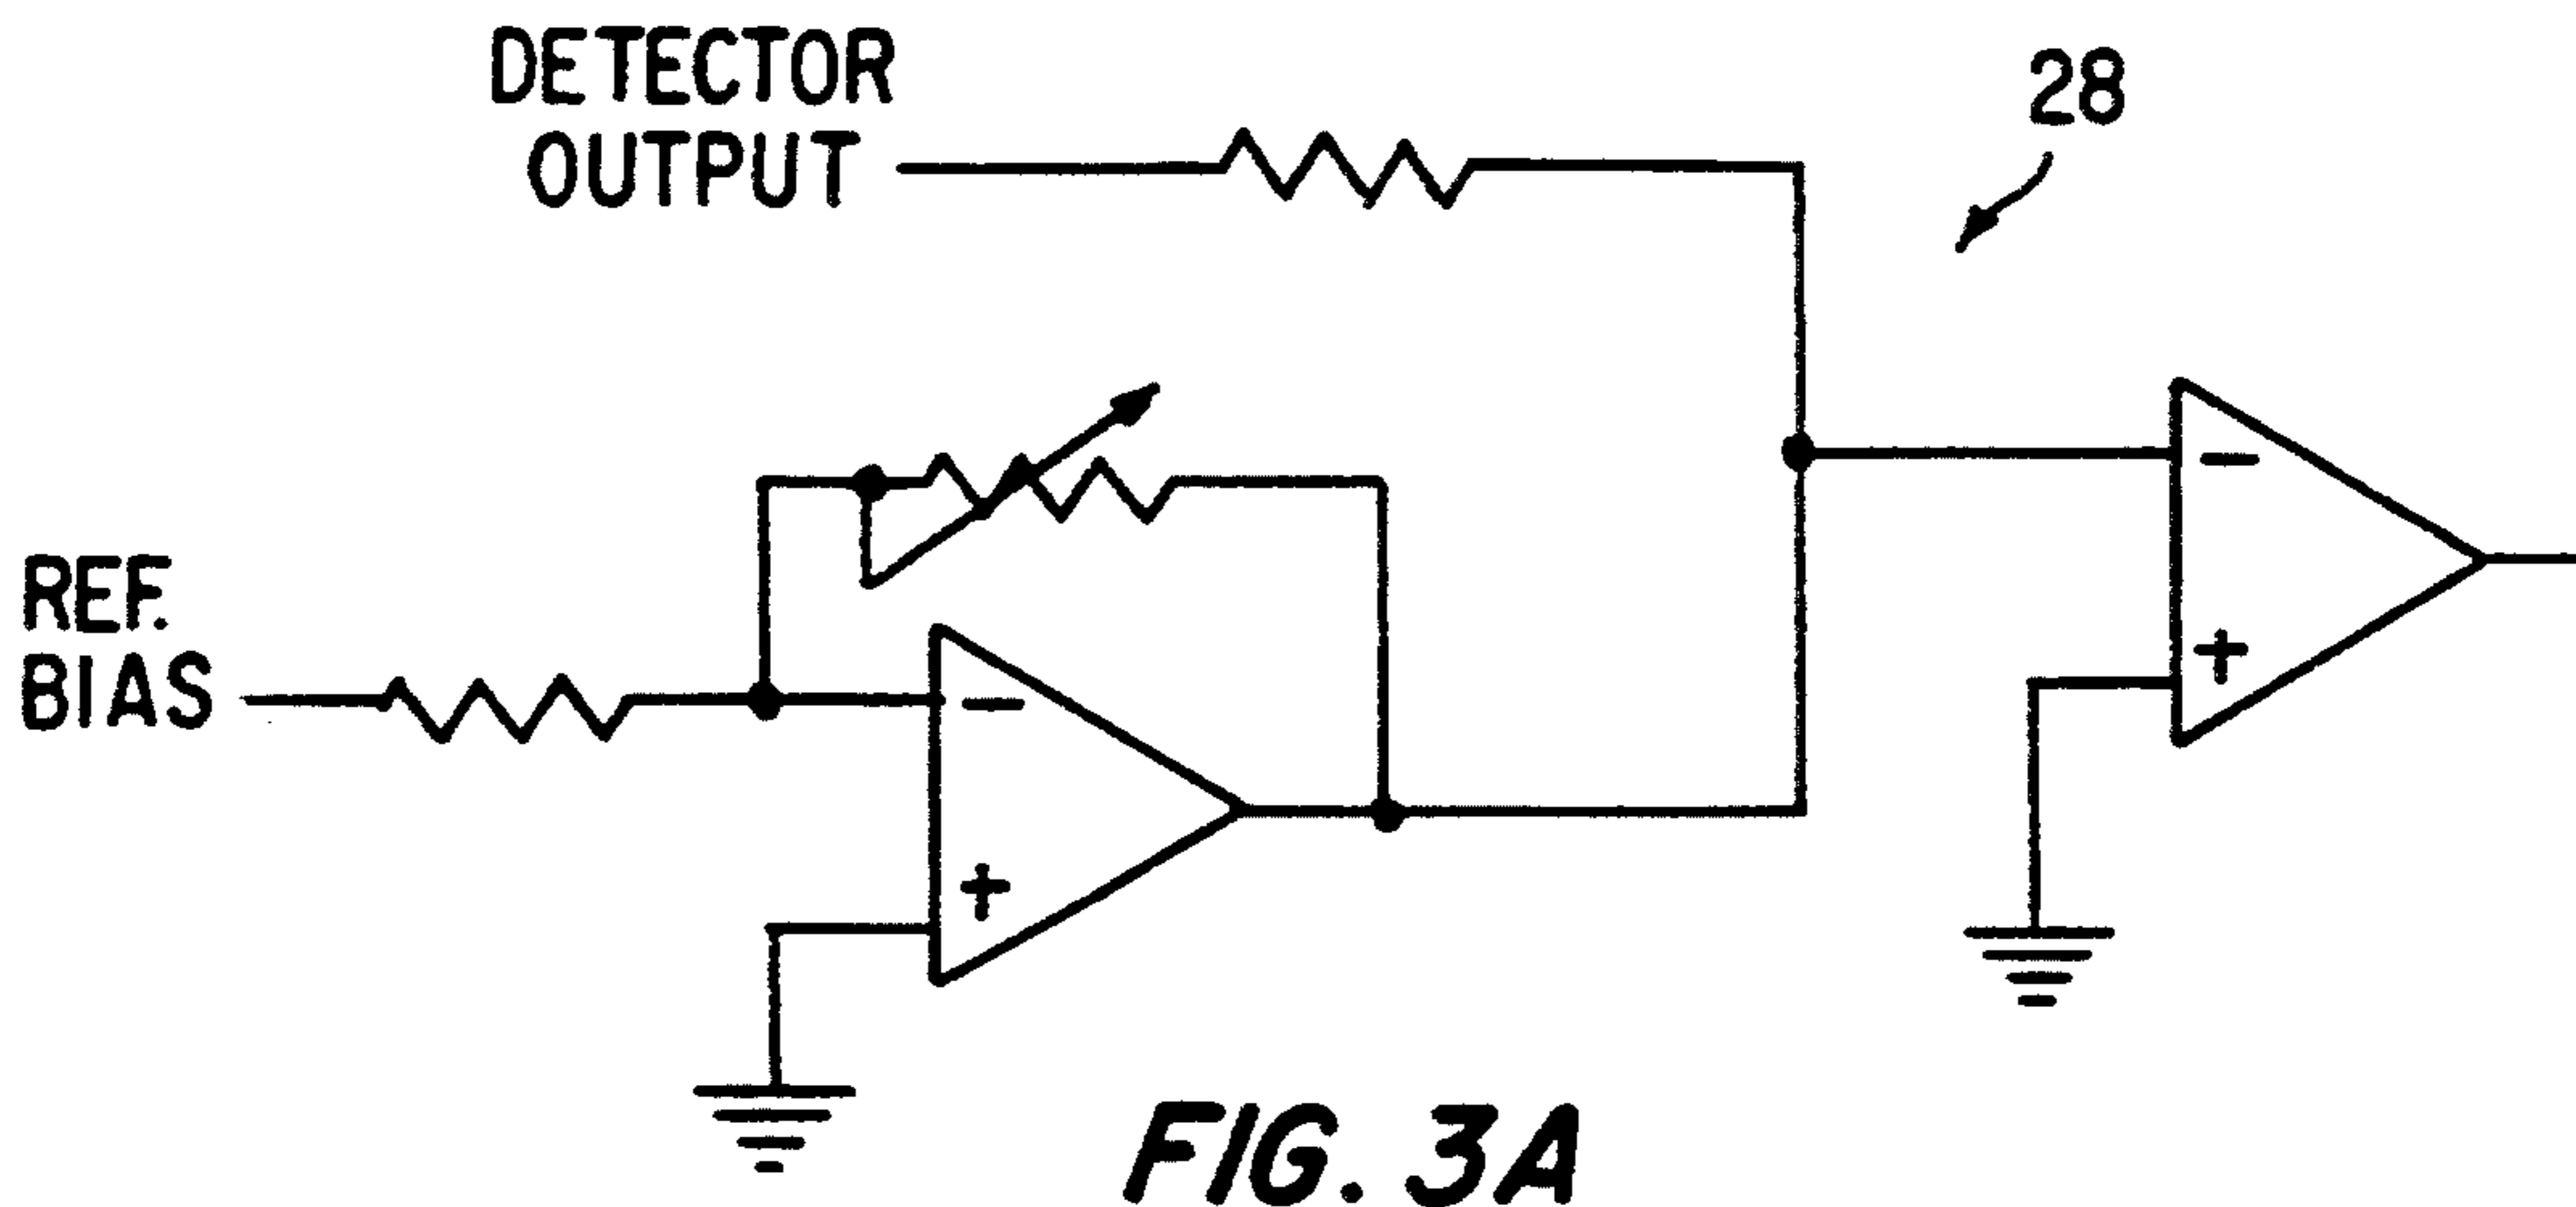 DETECTOR
OUTPUT
28
REF.
BIAS
−
+
−
+
FIG. 3A